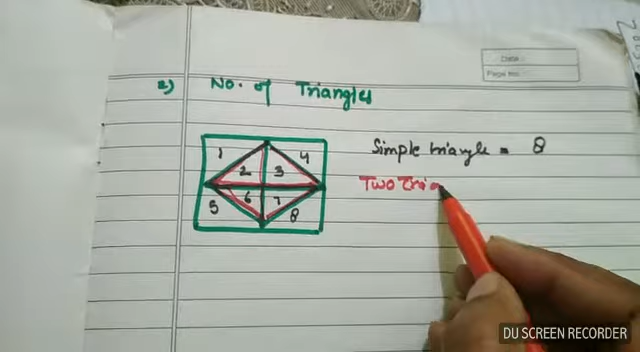 2) No. of Triangles
Date :
Page No:
1
4
Simple triangle = 8
2 3
Two tria
5 6 7 8
DU SCREEN RECORDER